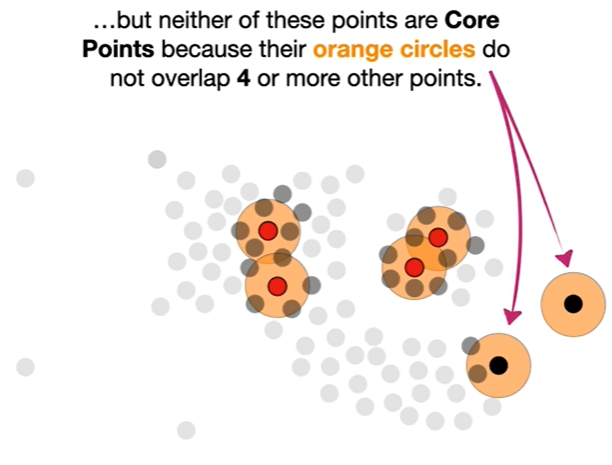 ...but neither of these points are Core
Points because their orange circles do
not overlap 4 or more other points.